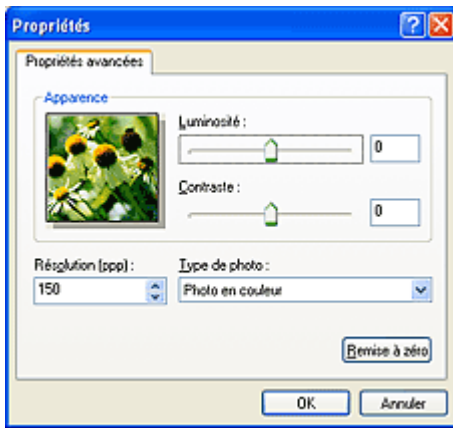 Propriétés
Propriétés avancées
Apparence
Luminosité :
0
Contraste :
0
Résolution (ppp) :
150
Type de photo :
Photo en couleur
Remise à zéro
OK
Annuler